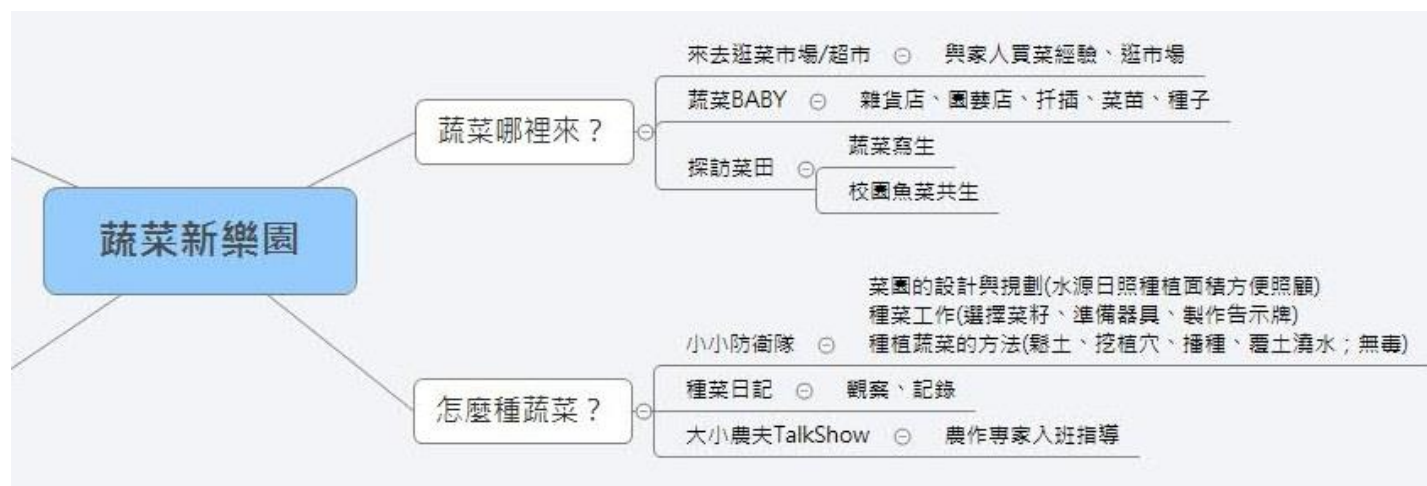 蔬菜新樂園
蔬菜哪裡來？
來去逛菜市場/超市
與家人買菜經驗、逛市場
蔬菜BABY
雜貨店、園藝店、扦插、菜苗、種子
探訪菜田
蔬菜寫生
校園魚菜共生
怎麼種蔬菜？
小小防衛隊
菜園的設計與規劃(水源日照種植面積方便照顧)
種菜工作(選擇菜籽、準備器具、製作告示牌)
種植蔬菜的方法(鬆土、挖植穴、播種、覆土澆水；無毒)
種菜日記
觀察、記錄
大小農夫TalkShow
農作專家入班指導